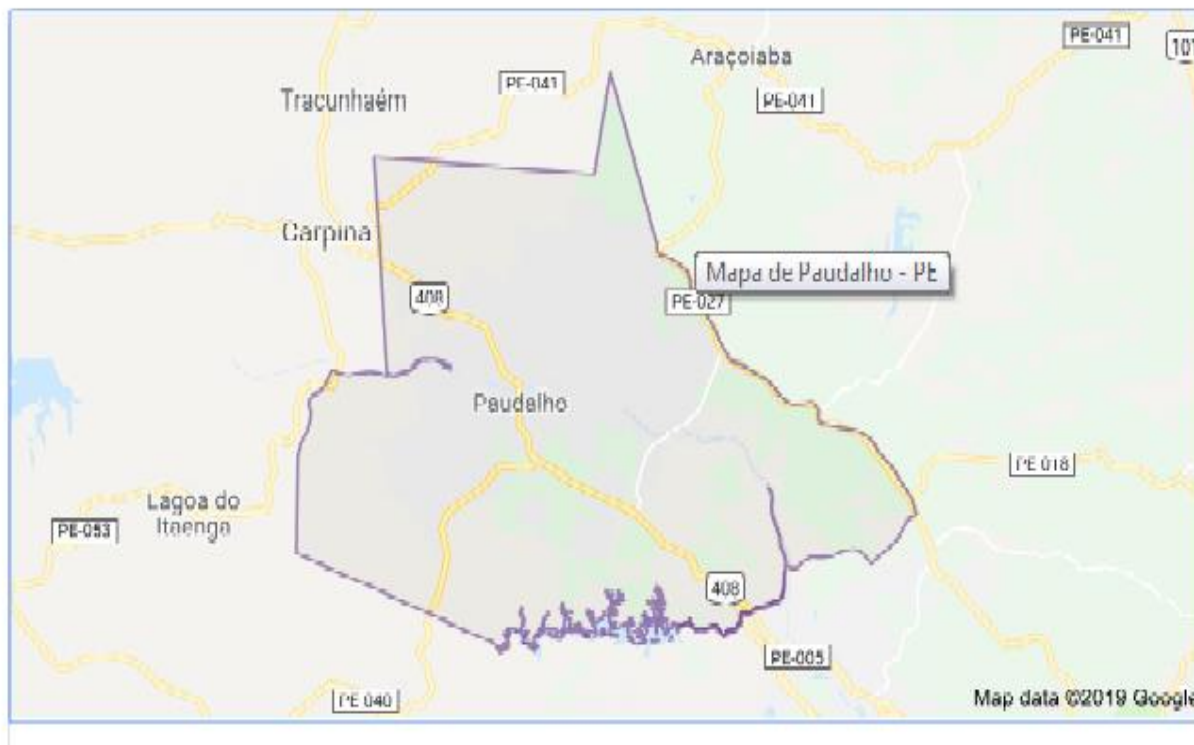 PE-041
101
Araçoiaba
PE-041
Tracunhaém
PE-041
Carpina
Mapa de Paudalho - PE
408
PE-027
Paudalho
PE 018
Lagoa do
Itaenga
PE-053
408
PE-005
PE 040
Map data ©2019 Google